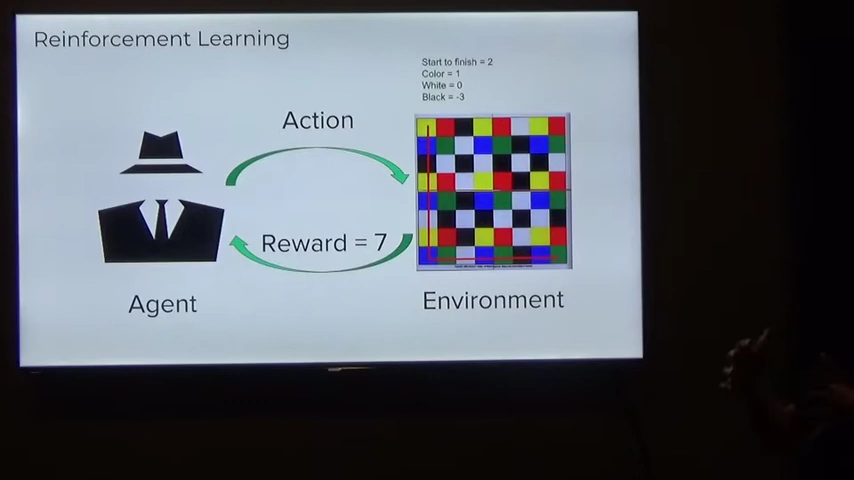 Reinforcement Learning
Start to finish = 2
Color = 1
White = 0
Black = -3
Action
Reward = 7
Agent
Environment